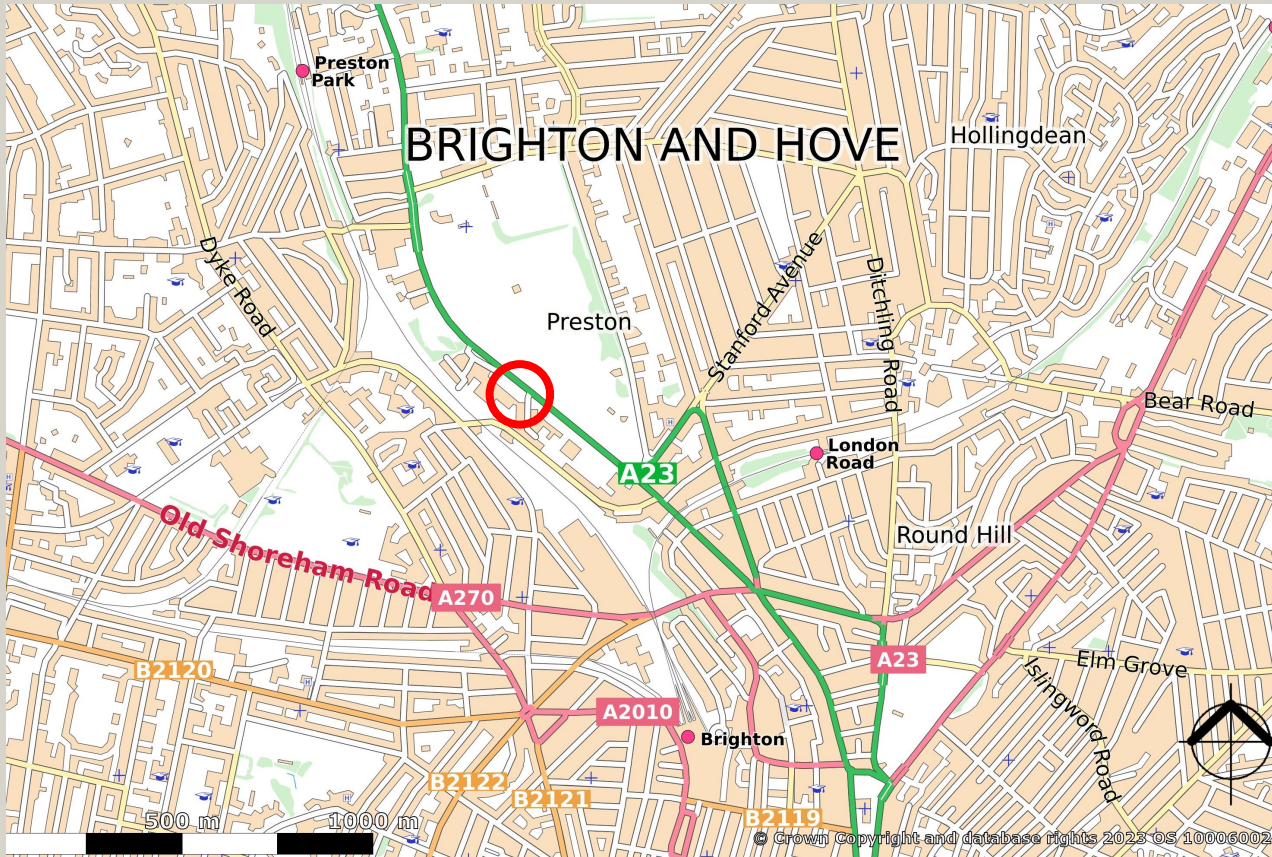 Preston
Park
BRIGHTON AND HOVE
Hollingdean
Dyke Road
Preston
Stanford Avenue
Ditchling Road
Bear Road
A23
London
Road
Old Shoreham Road
Round Hill
A270
A23
Elm Grove
B2120
Islingword Road
A2010
Brighton
B2122
B2121
B2119
500 m
1000 m
© Crown Copyright and database rights 2023 OS 10006002
H
H
H
H
H